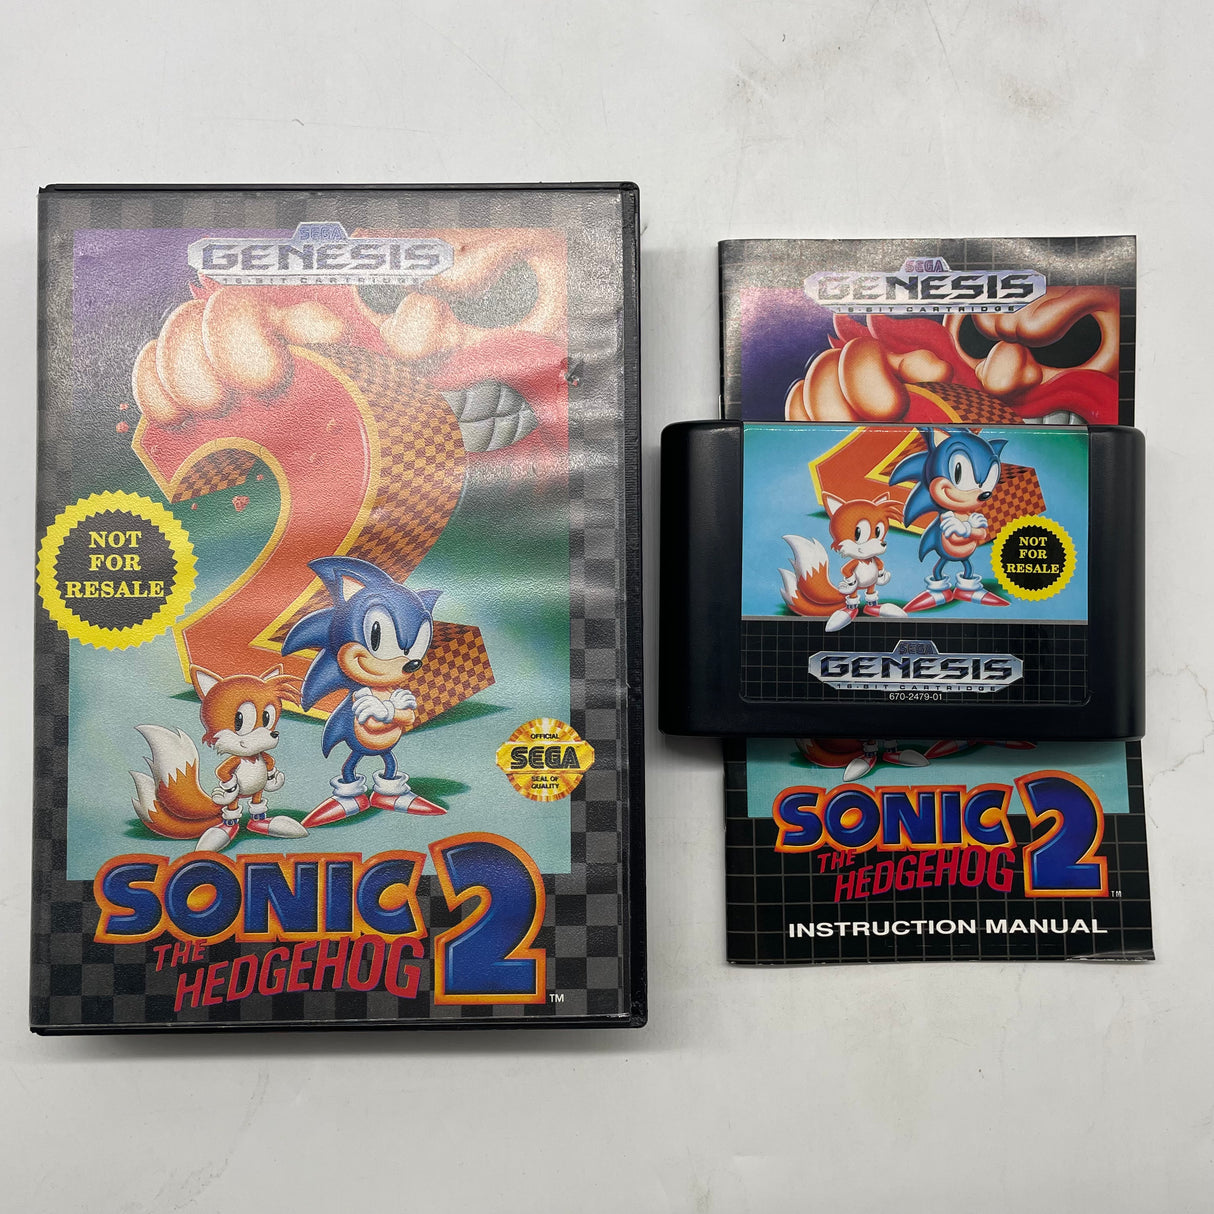 SEGA
GENESIS
16-BIT CARTRIDGE
NOT
FOR
RESALE
OFFICIAL
SEGA
SEAL OF
QUALITY
SONIC
THE
HEDGEHOG
2
TM
SEGA
GENESIS
16-BIT CARTRIDGE
NOT
FOR
RESALE
SEGA
GENESIS
16-BIT CARTRIDGE
670-2479-01
SONIC
THE
HEDGEHOG
2
TM
INSTRUCTION MANUAL